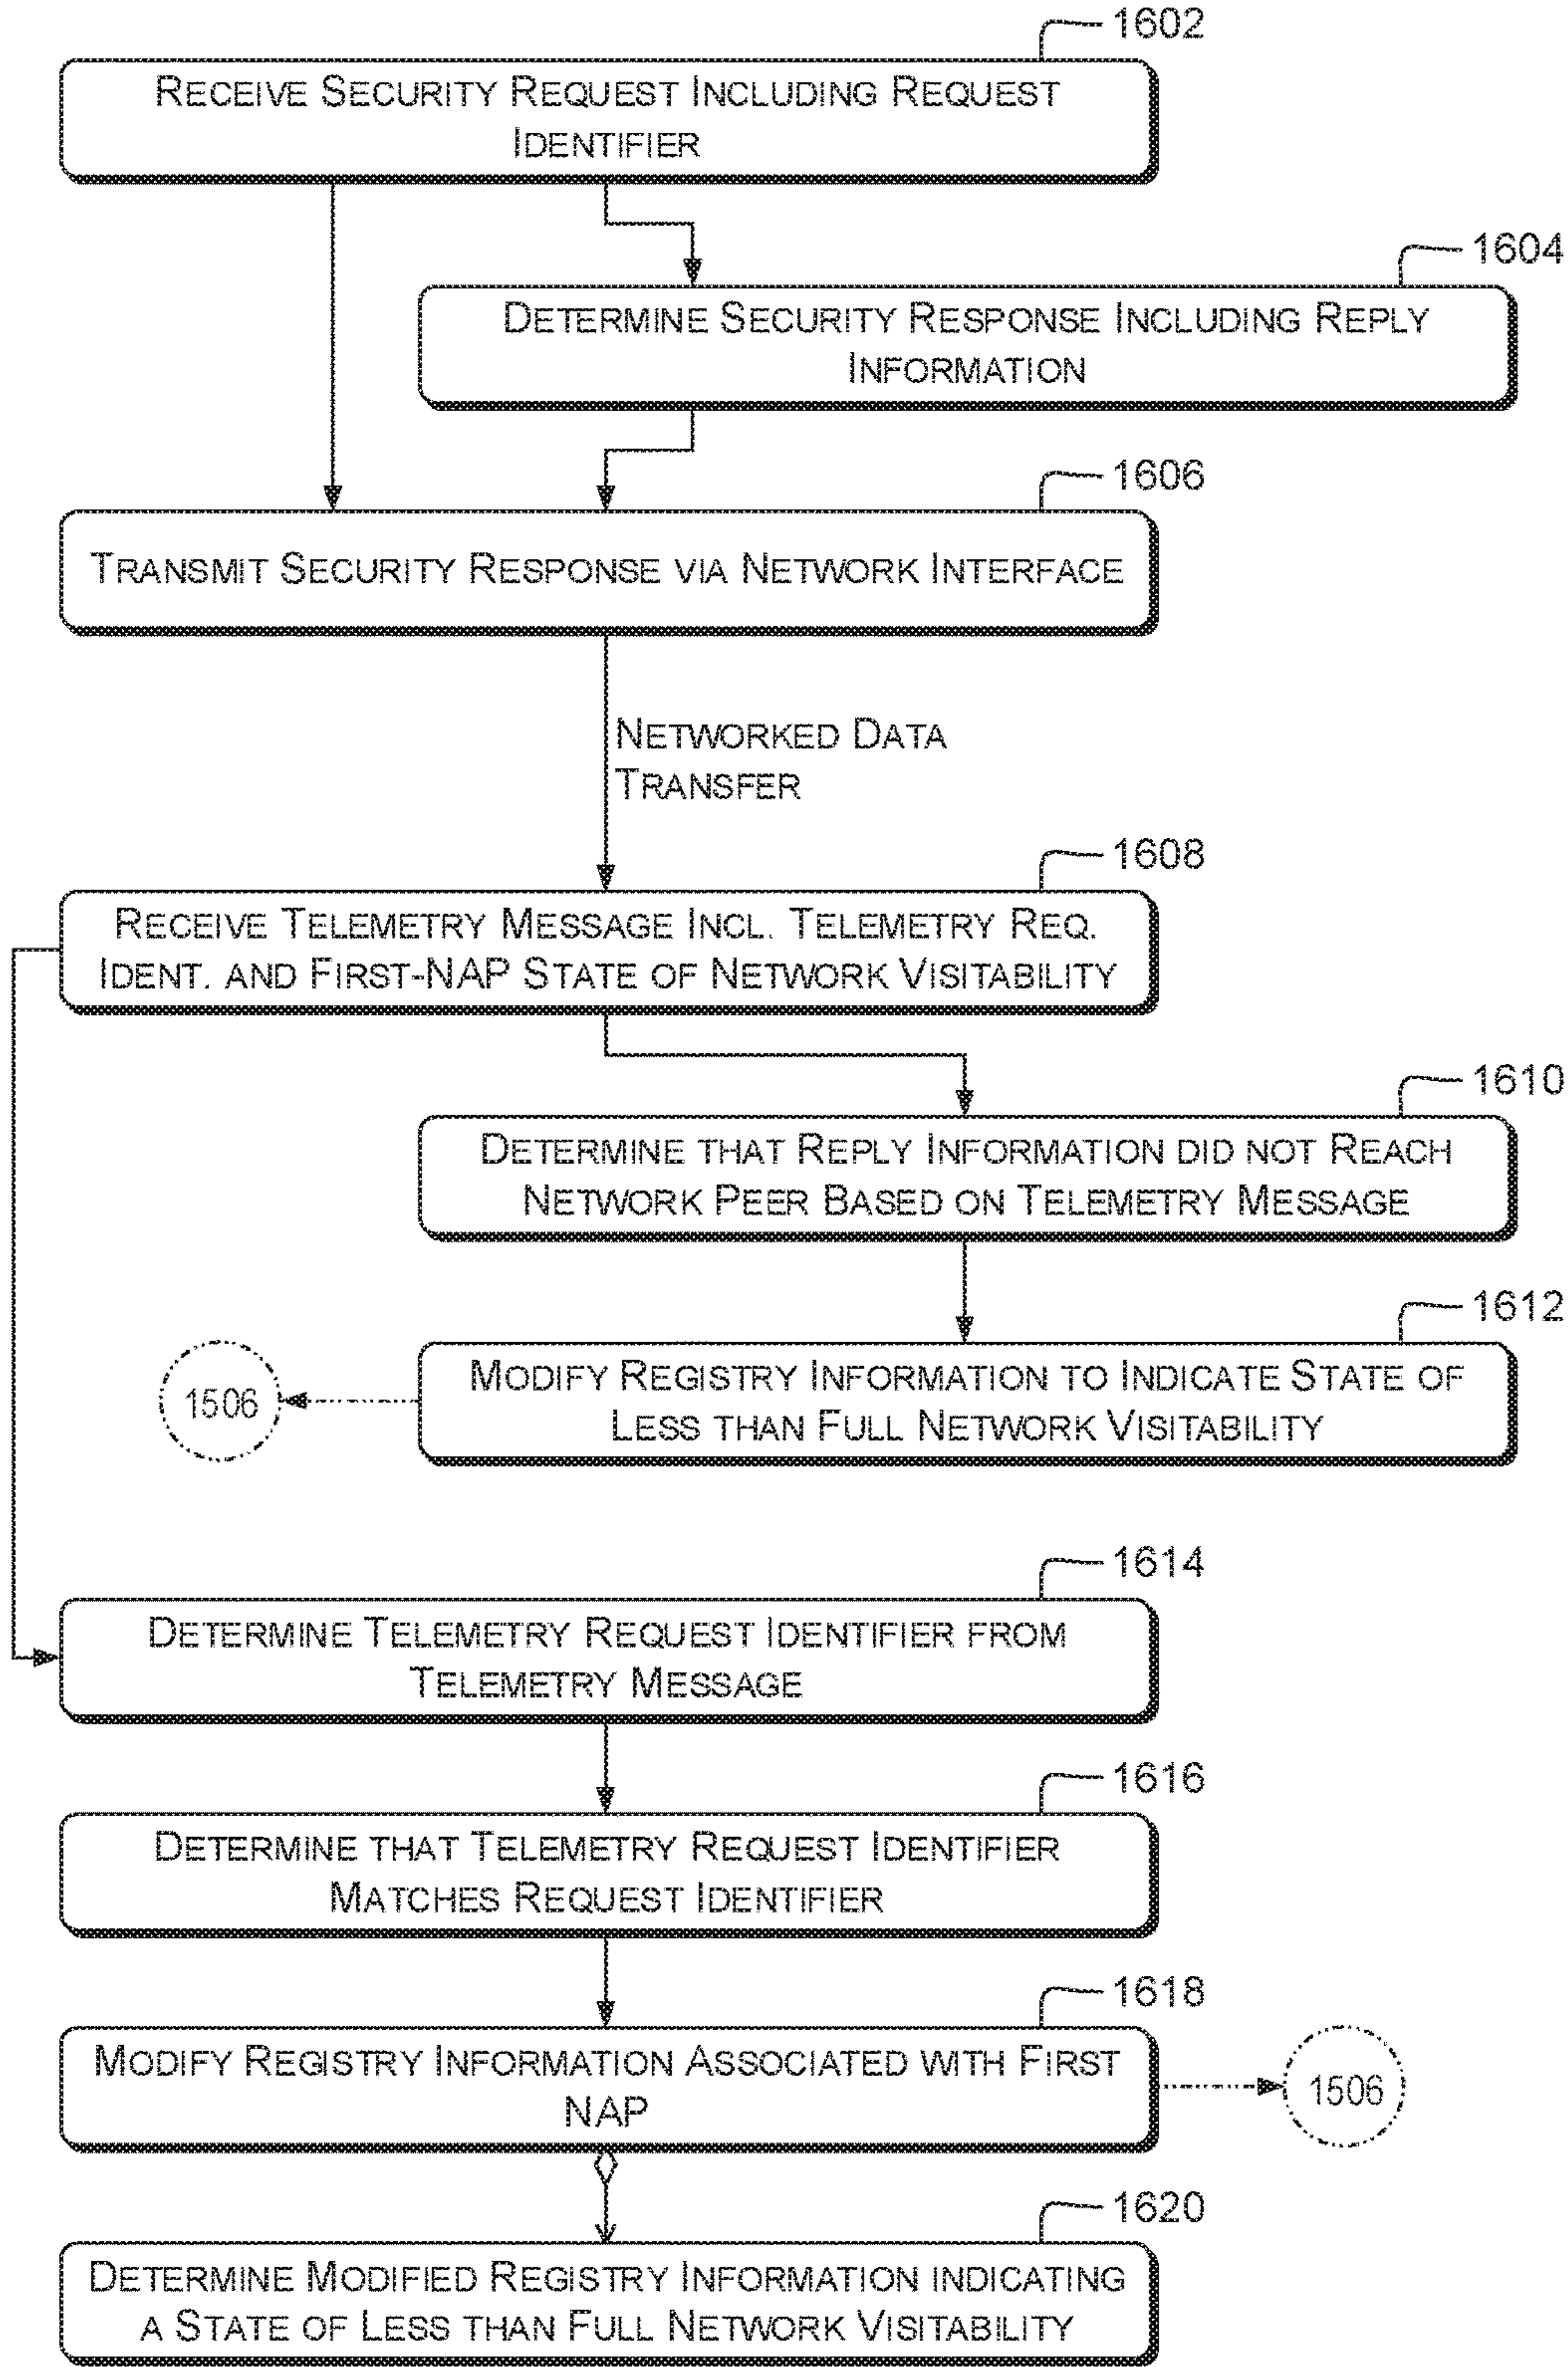 1602
RECEIVE SECURITY REQUEST INCLUDING REQUEST
IDENTIFIER
1604
DETERMINE SECURITY RESPONSE INCLUDING REPLY
INFORMATION
1606
TRANSMIT SECURITY RESPONSE VIA NETWORK INTERFACE
NETWORKED DATA
TRANSFER
1608
RECEIVE TELEMETRY MESSAGE INCL. TELEMETRY REQ.
IDENT. AND FIRST-NAP STATE OF NETWORK VISITABILITY
1610
DETERMINE THAT REPLY INFORMATION DID NOT REACH
NETWORK PEER BASED ON TELEMETRY MESSAGE
1612
MODIFY REGISTRY INFORMATION TO INDICATE STATE OF
LESS THAN FULL NETWORK VISITABILITY
1506
1614
DETERMINE TELEMETRY REQUEST IDENTIFIER FROM
TELEMETRY MESSAGE
1616
DETERMINE THAT TELEMETRY REQUEST IDENTIFIER
MATCHES REQUEST IDENTIFIER
1618
MODIFY REGISTRY INFORMATION ASSOCIATED WITH FIRST
NAP
1506
1620
DETERMINE MODIFIED REGISTRY INFORMATION INDICATING
A STATE OF LESS THAN FULL NETWORK VISITABILITY